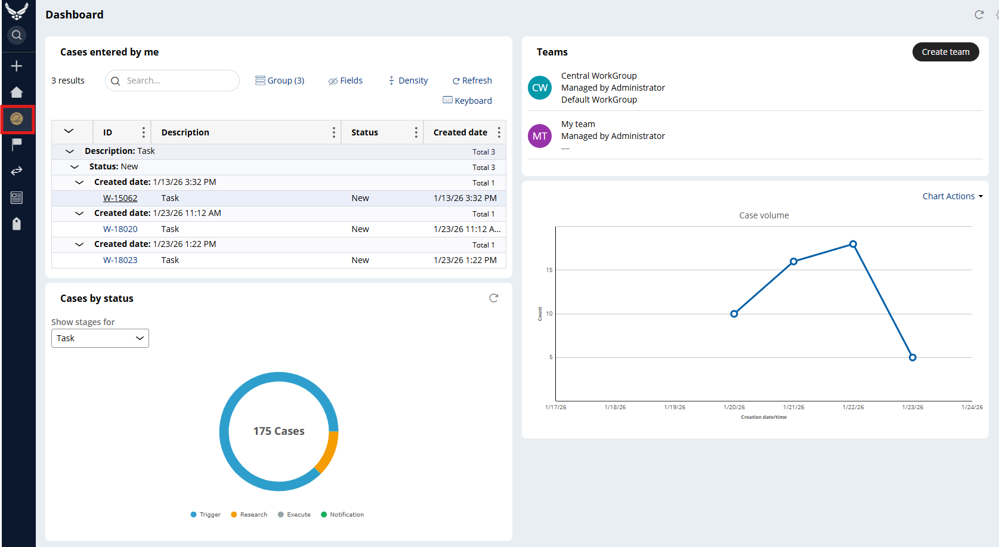 Dashboard
Cases entered by me
3 results
Search...
Group (3)
Fields
Density
Refresh
Keyboard
ID Description Status Created date
Description: Task Total 3
Status: New Total 3
Created date: 1/13/26 3:32 PM Total 1
W-15062 Task New 1/13/26 3:32 PM
Created date: 1/23/26 11:12 AM Total 1
W-18020 Task New 1/23/26 11:12 A...
Created date: 1/23/26 1:22 PM Total 1
W-18023 Task New 1/23/26 1:22 PM
Cases by status
Show stages for
Task
175 Cases
Trigger Research Execute Notification
Teams
Create team
CW
Central WorkGroup
Managed by Administrator
Default WorkGroup
MT
My team
Managed by Administrator
––
Chart Actions
Case volume
15
10
5
Count
1/17/26 1/18/26 1/19/26 1/20/26 1/21/26 1/22/26 1/23/26 1/24/26
Creation date/time